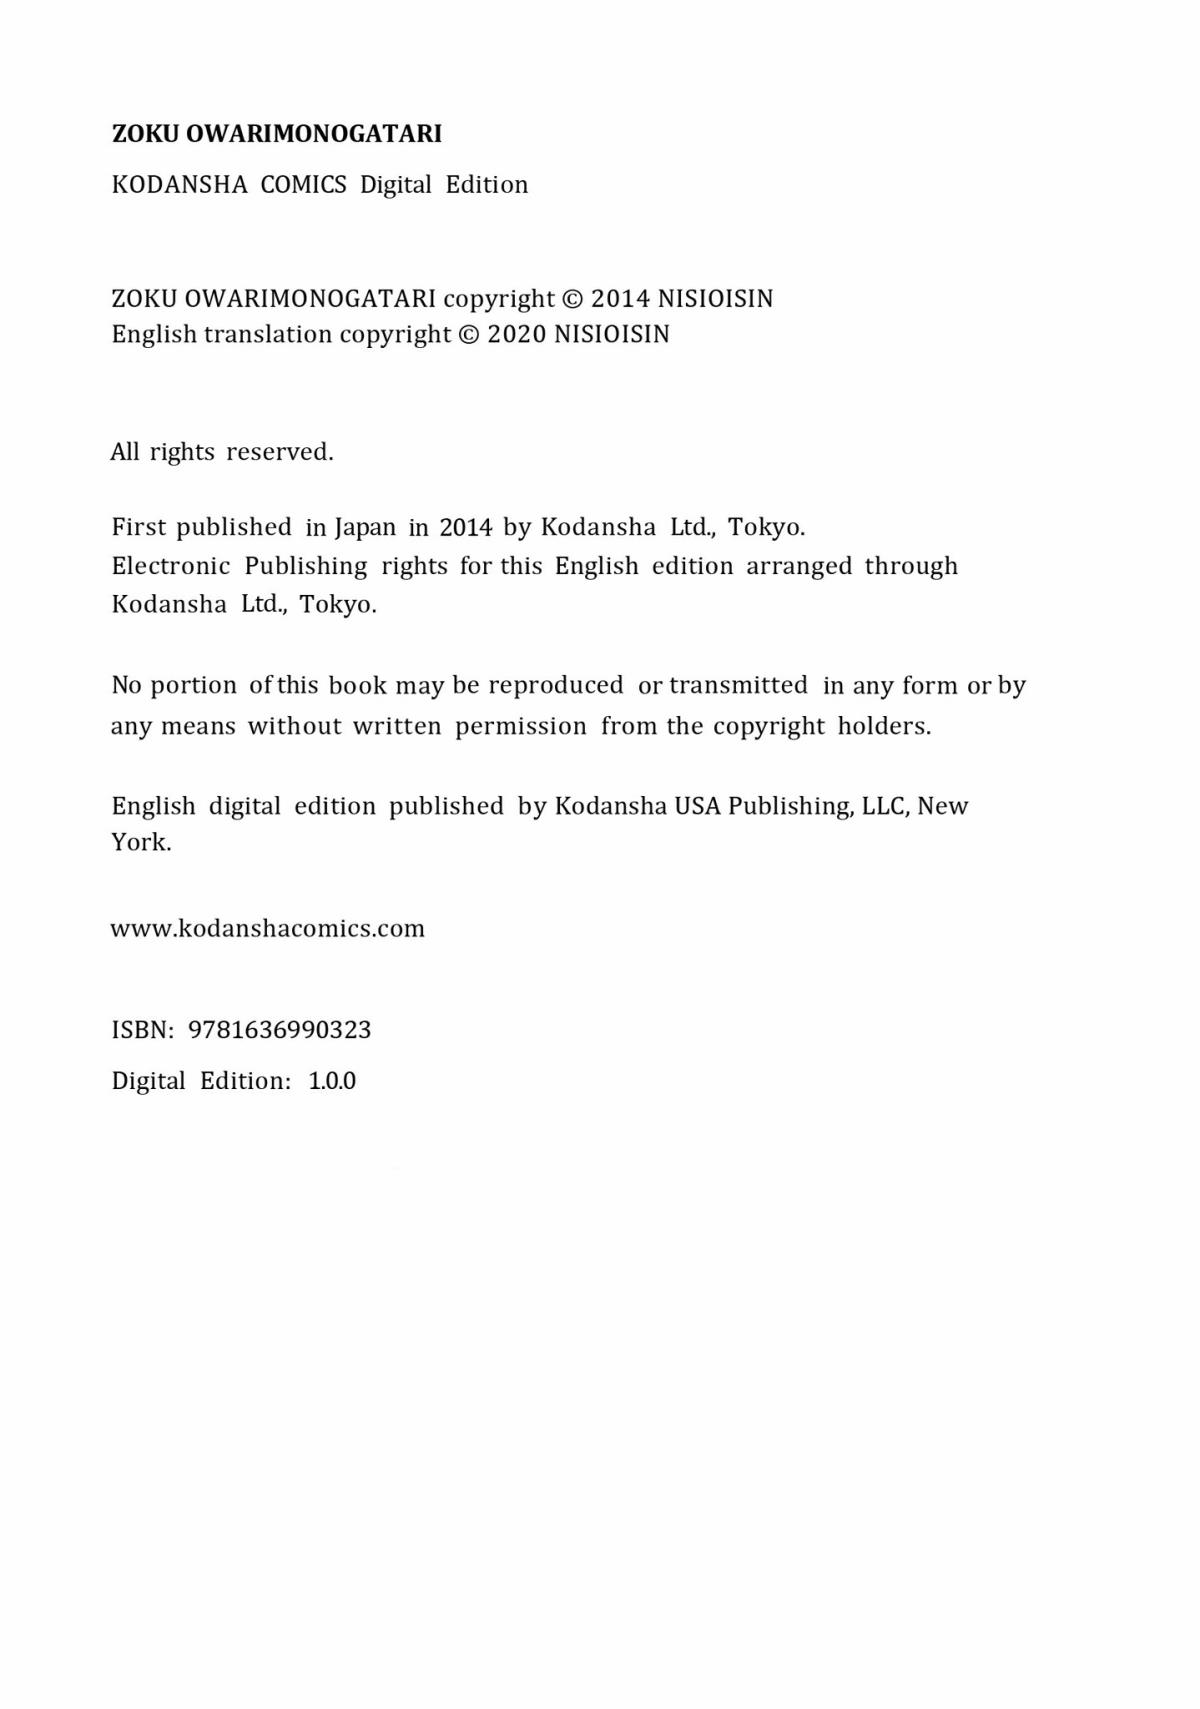 ZOKU OWARIMONOGATARI
KODANSHA COMICS Digital Edition
ZOKU OWARIMONOGATARI copyright © 2014 NISIOISIN
English translation copyright © 2020 NISIOISIN
All rights reserved.
First published in Japan in 2014 by Kodansha Ltd., Tokyo.
Electronic Publishing rights for this English edition arranged through
Kodansha Ltd., Tokyo.
No portion of this book may be reproduced or transmitted in any form or by
any means without written permission from the copyright holders.
English digital edition published by Kodansha USA Publishing, LLC, New
York.
www.kodanshacomics.com
ISBN: 9781636990323
Digital Edition: 1.0.0